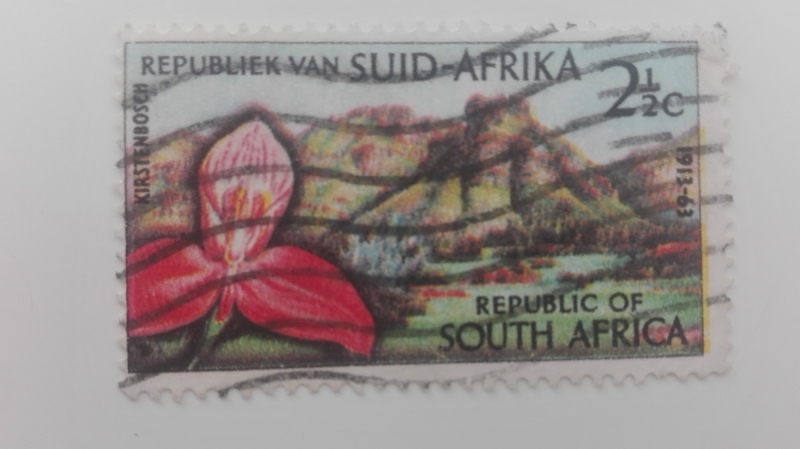 REPUBLIEK VAN SUID-AFRIKA
2½C
KIRSTENBOSCH
1913-63
REPUBLIC OF
SOUTH AFRICA